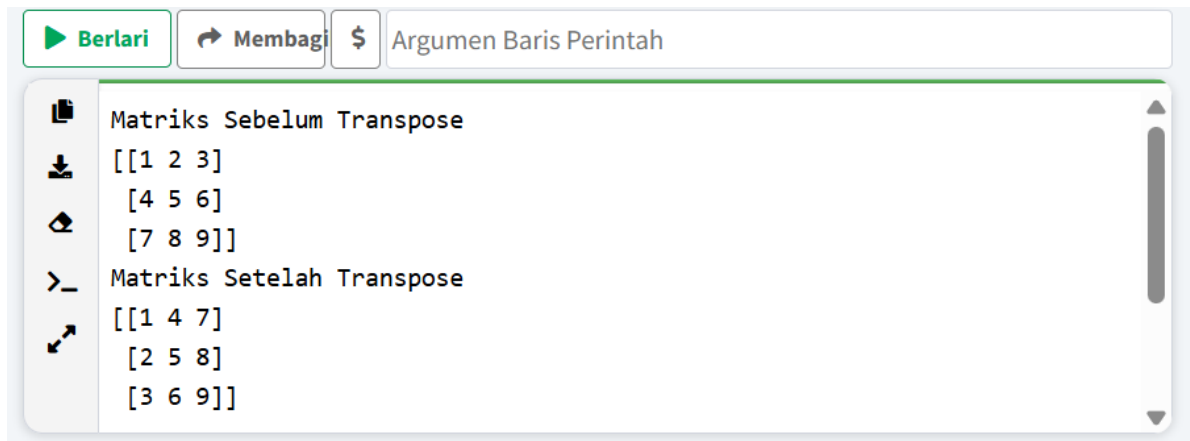 Berlari Membagi $ Argumen Baris Perintah
Matriks Sebelum Transpose
[[1 2 3]
 [4 5 6]
 [7 8 9]]
Matriks Setelah Transpose
[[1 4 7]
 [2 5 8]
 [3 6 9]]